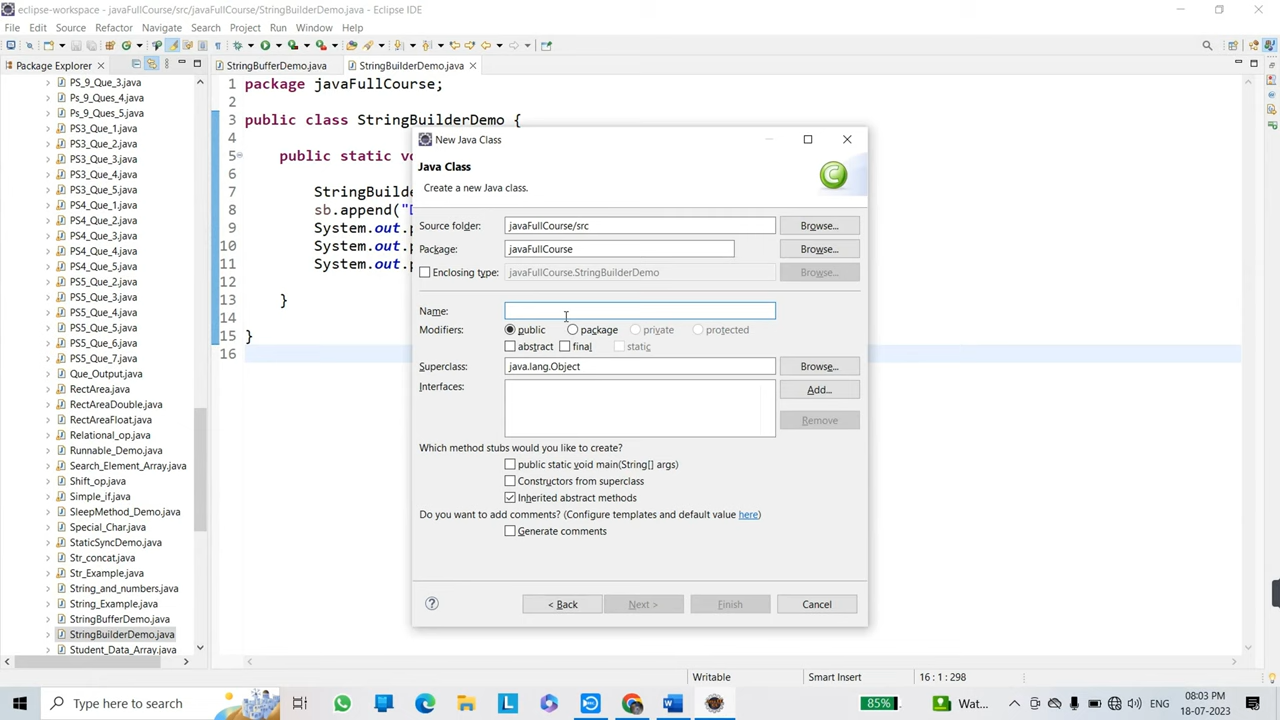 eclipse-workspace - javaFullCourse/src/javaFullCourse/StringBuilderDemo.java - Eclipse IDE
File Edit Source Refactor Navigate Search Project Run Window Help
Package Explorer
StringBufferDemo.java
StringBuilderDemo.java
PS_9_Que_3.java
Ps_9_Ques_4.java
Ps_9_Ques_5.java
PS3_Que_1.java
PS3_Que_2.java
PS3_Que_3.java
PS3_Que_4.java
PS3_Que_5.java
PS4_Que_1.java
PS4_Que_2.java
PS4_Que_3.java
PS4_Que_4.java
PS5_Que_2.java
PS5_Que_3.java
PS5_Que_4.java
PS5_Que_5.java
PS5_Que_6.java
PS5_Que_7.java
Que_Output.java
RectArea.java
RectAreaDouble.java
RectAreaFloat.java
Relational_op.java
Runnable_Demo.java
Search_Element_Array.java
Shift_op.java
Simple_if.java
SleepMethod_Demo.java
Special_Char.java
StaticSyncDemo.java
Str_concat.java
Str_Example.java
String_and_numbers.java
String_Example.java
StringBufferDemo.java
StringBuilderDemo.java
Student_Data_Array.java
1 package javaFullCourse;
2
3 public class StringBuilderDemo {
4
5 public static vo
6
7 StringBuilde
8 sb.append("D
9 System.out.p
10 System.out.p
11 System.out.p
12
13 }
14
15 }
16
New Java Class
Java Class
Create a new Java class.
Source folder: javaFullCourse/src Browse...
Package: javaFullCourse Browse...
Enclosing type: javaFullCourse.StringBuilderDemo Browse...
Name:
Modifiers: public package private protected
abstract final static
Superclass: java.lang.Object Browse...
Interfaces: Add...
Remove
Which method stubs would you like to create?
public static void main(String[] args)
Constructors from superclass
Inherited abstract methods
Do you want to add comments? (Configure templates and default value here)
Generate comments
< Back Next > Finish Cancel
Writable Smart Insert 16 : 1 : 298
Type here to search
85%
Wat...
ENG
08:03 PM
18-07-2023